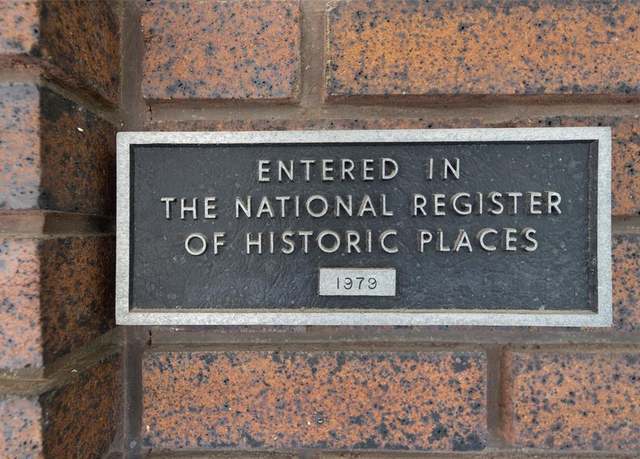 ENTERED IN
THE NATIONAL REGISTER
OF HISTORIC PLACES
1979